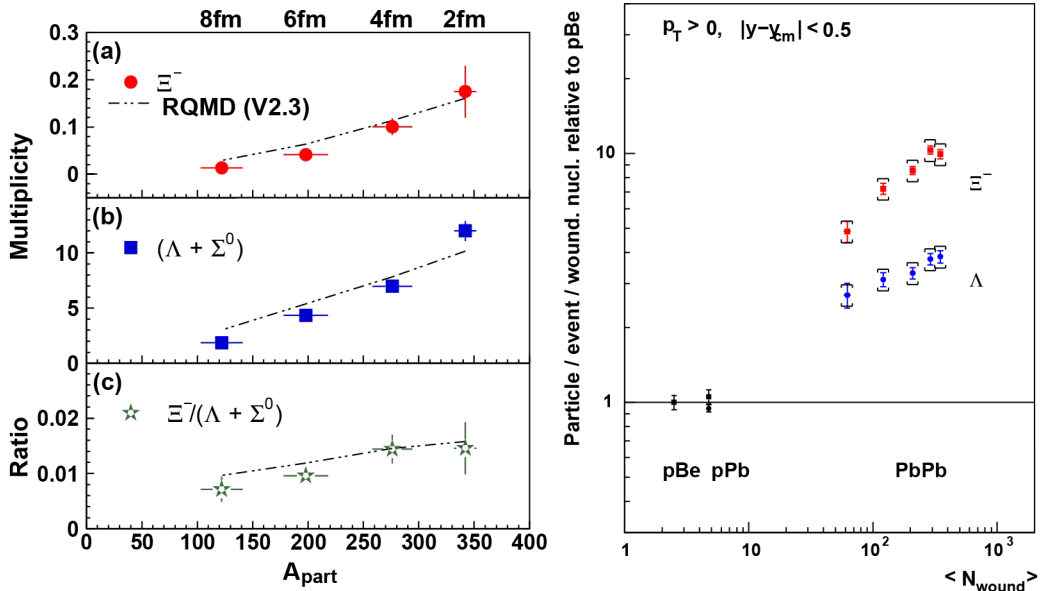 8fm 6fm 4fm 2fm
0.3
(a)
Ξ⁻
0.2
RQMD (V2.3)
0.1
0
Multiplicity
(b)
(Λ + Σ⁰)
10
5
0
(c)
Ξ⁻/(Λ + Σ⁰)
0.02
0.01
0
Ratio
0 50 100 150 200 250 300 350 400
A_part
p_T > 0, |y−y_cm| < 0.5
Particle / event / wound. nucl. relative to pBe
10
Ξ⁻
Λ
1
pBe pPb PbPb
1 10 10² 10³
< N_wound >